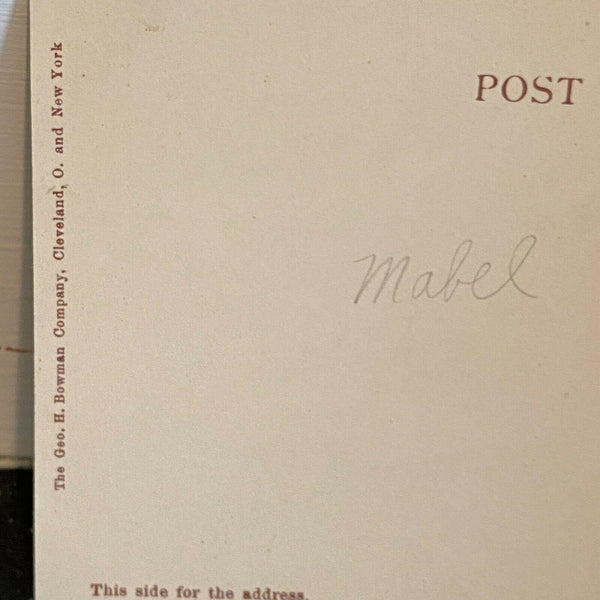 The Geo. H. Bowman Company, Cleveland, O. and New York
POST
Mabel
This side for the address.